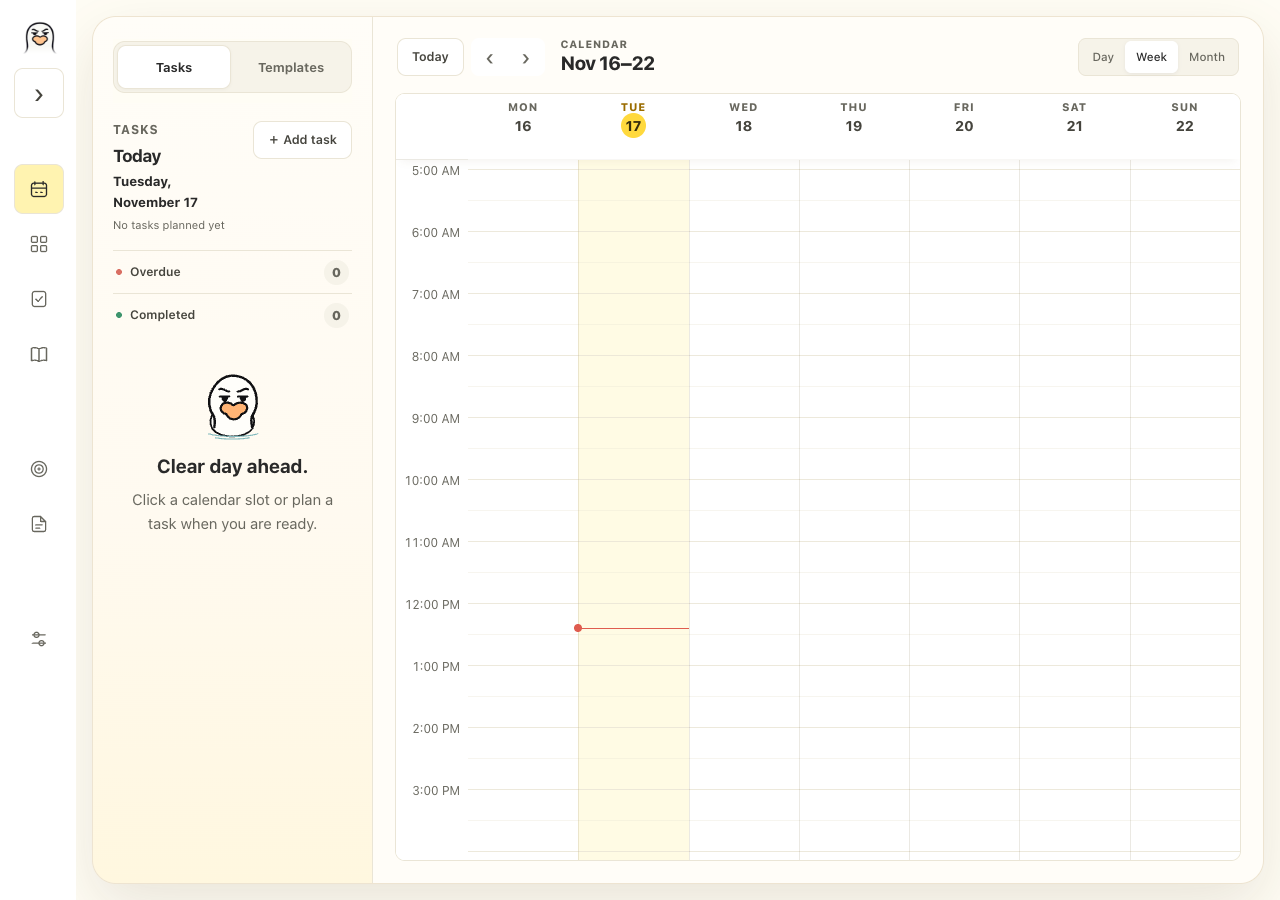 Tasks
Templates
TASKS
+ Add task
Today
Tuesday,
November 17
No tasks planned yet
Overdue
0
Completed
0
Clear day ahead.
Click a calendar slot or plan a
task when you are ready.
Today
CALENDAR
Nov 16–22
Day
Week
Month
MON
16
TUE
17
WED
18
THU
19
FRI
20
SAT
21
SUN
22
5:00 AM
6:00 AM
7:00 AM
8:00 AM
9:00 AM
10:00 AM
11:00 AM
12:00 PM
1:00 PM
2:00 PM
3:00 PM